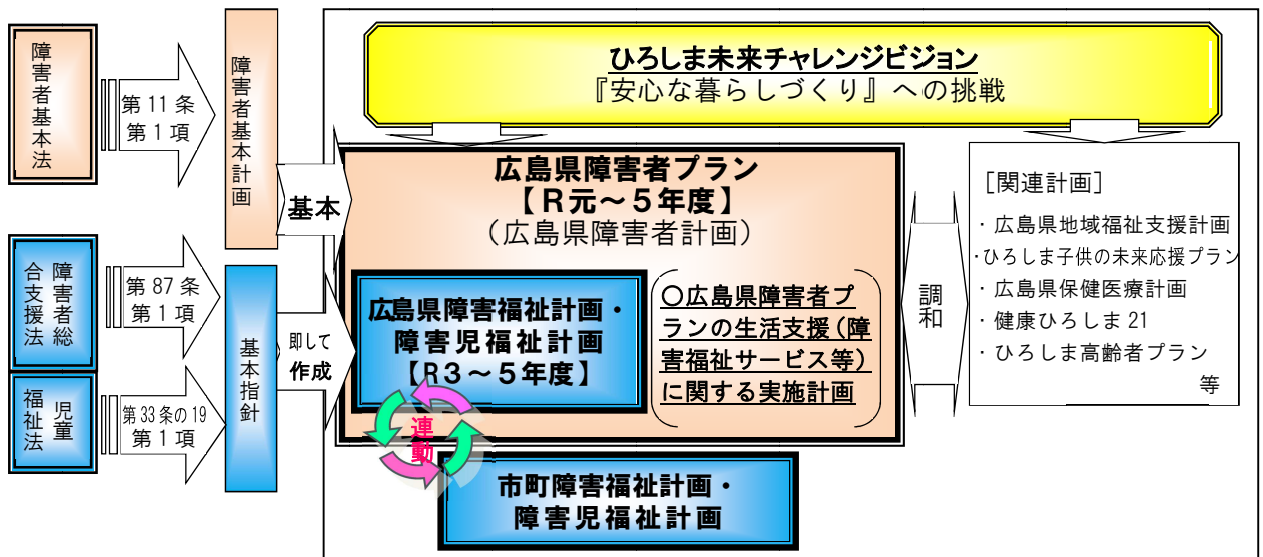 ひろしま未来チャレンジビジョン
『安心な暮らしづくり』への挑戦
障害者基本法
第11条
第1項
障害者基本計画
基本
広島県障害者プラン
【R元～5年度】
（広島県障害者計画）
障害者総
合支援法
第87条
第1項
児童
福祉法
第33条の19
第1項
基本指針
即して
作成
広島県障害福祉計画・
障害児福祉計画
【R3～5年度】
〇広島県障害者プ
ランの生活支援（障
害福祉サービス等）
に関する実施計画
連動
市町障害福祉計画・
障害児福祉計画
調和
［関連計画］
・広島県地域福祉支援計画
・ひろしま子供の未来応援プラン
・広島県保健医療計画
・健康ひろしま21
・ひろしま高齢者プラン
等